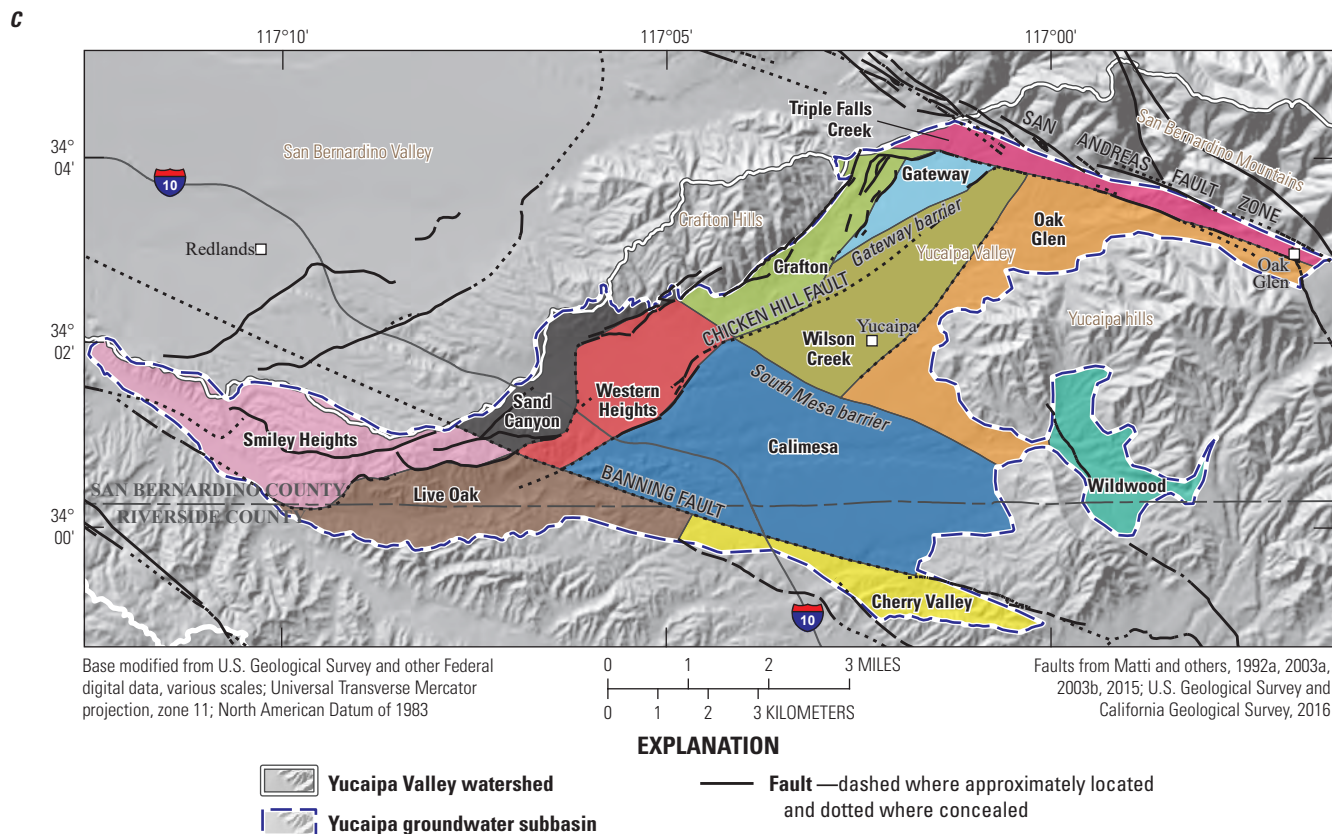 C
117°10'
117°05'
117°00'
34°
04'
34°
02'
34°
00'
San Bernardino Valley
10
Redlands
Crafton Hills
Triple Falls
Creek
SAN ANDREAS FAULT ZONE
San Bernardino Mountains
Gateway
Gateway barrier
Yucaipa Valley
Oak
Glen
Oak
Glen
Crafton
CHICKEN HILL FAULT
Yucaipa hills
Yucaipa
Wilson
Creek
South Mesa barrier
Western
Heights
Sand
Canyon
Smiley Heights
Calimesa
Wildwood
Live Oak
BANNING FAULT
SAN BERNARDINO COUNTY
RIVERSIDE COUNTY
Cherry Valley
10
Base modified from U.S. Geological Survey and other Federal
digital data, various scales; Universal Transverse Mercator
projection, zone 11; North American Datum of 1983
0 1 2 3 MILES
0 1 2 3 KILOMETERS
Faults from Matti and others, 1992a, 2003a,
2003b, 2015; U.S. Geological Survey and
California Geological Survey, 2016
EXPLANATION
Yucaipa Valley watershed
Yucaipa groundwater subbasin
Fault —dashed where approximately located
and dotted where concealed